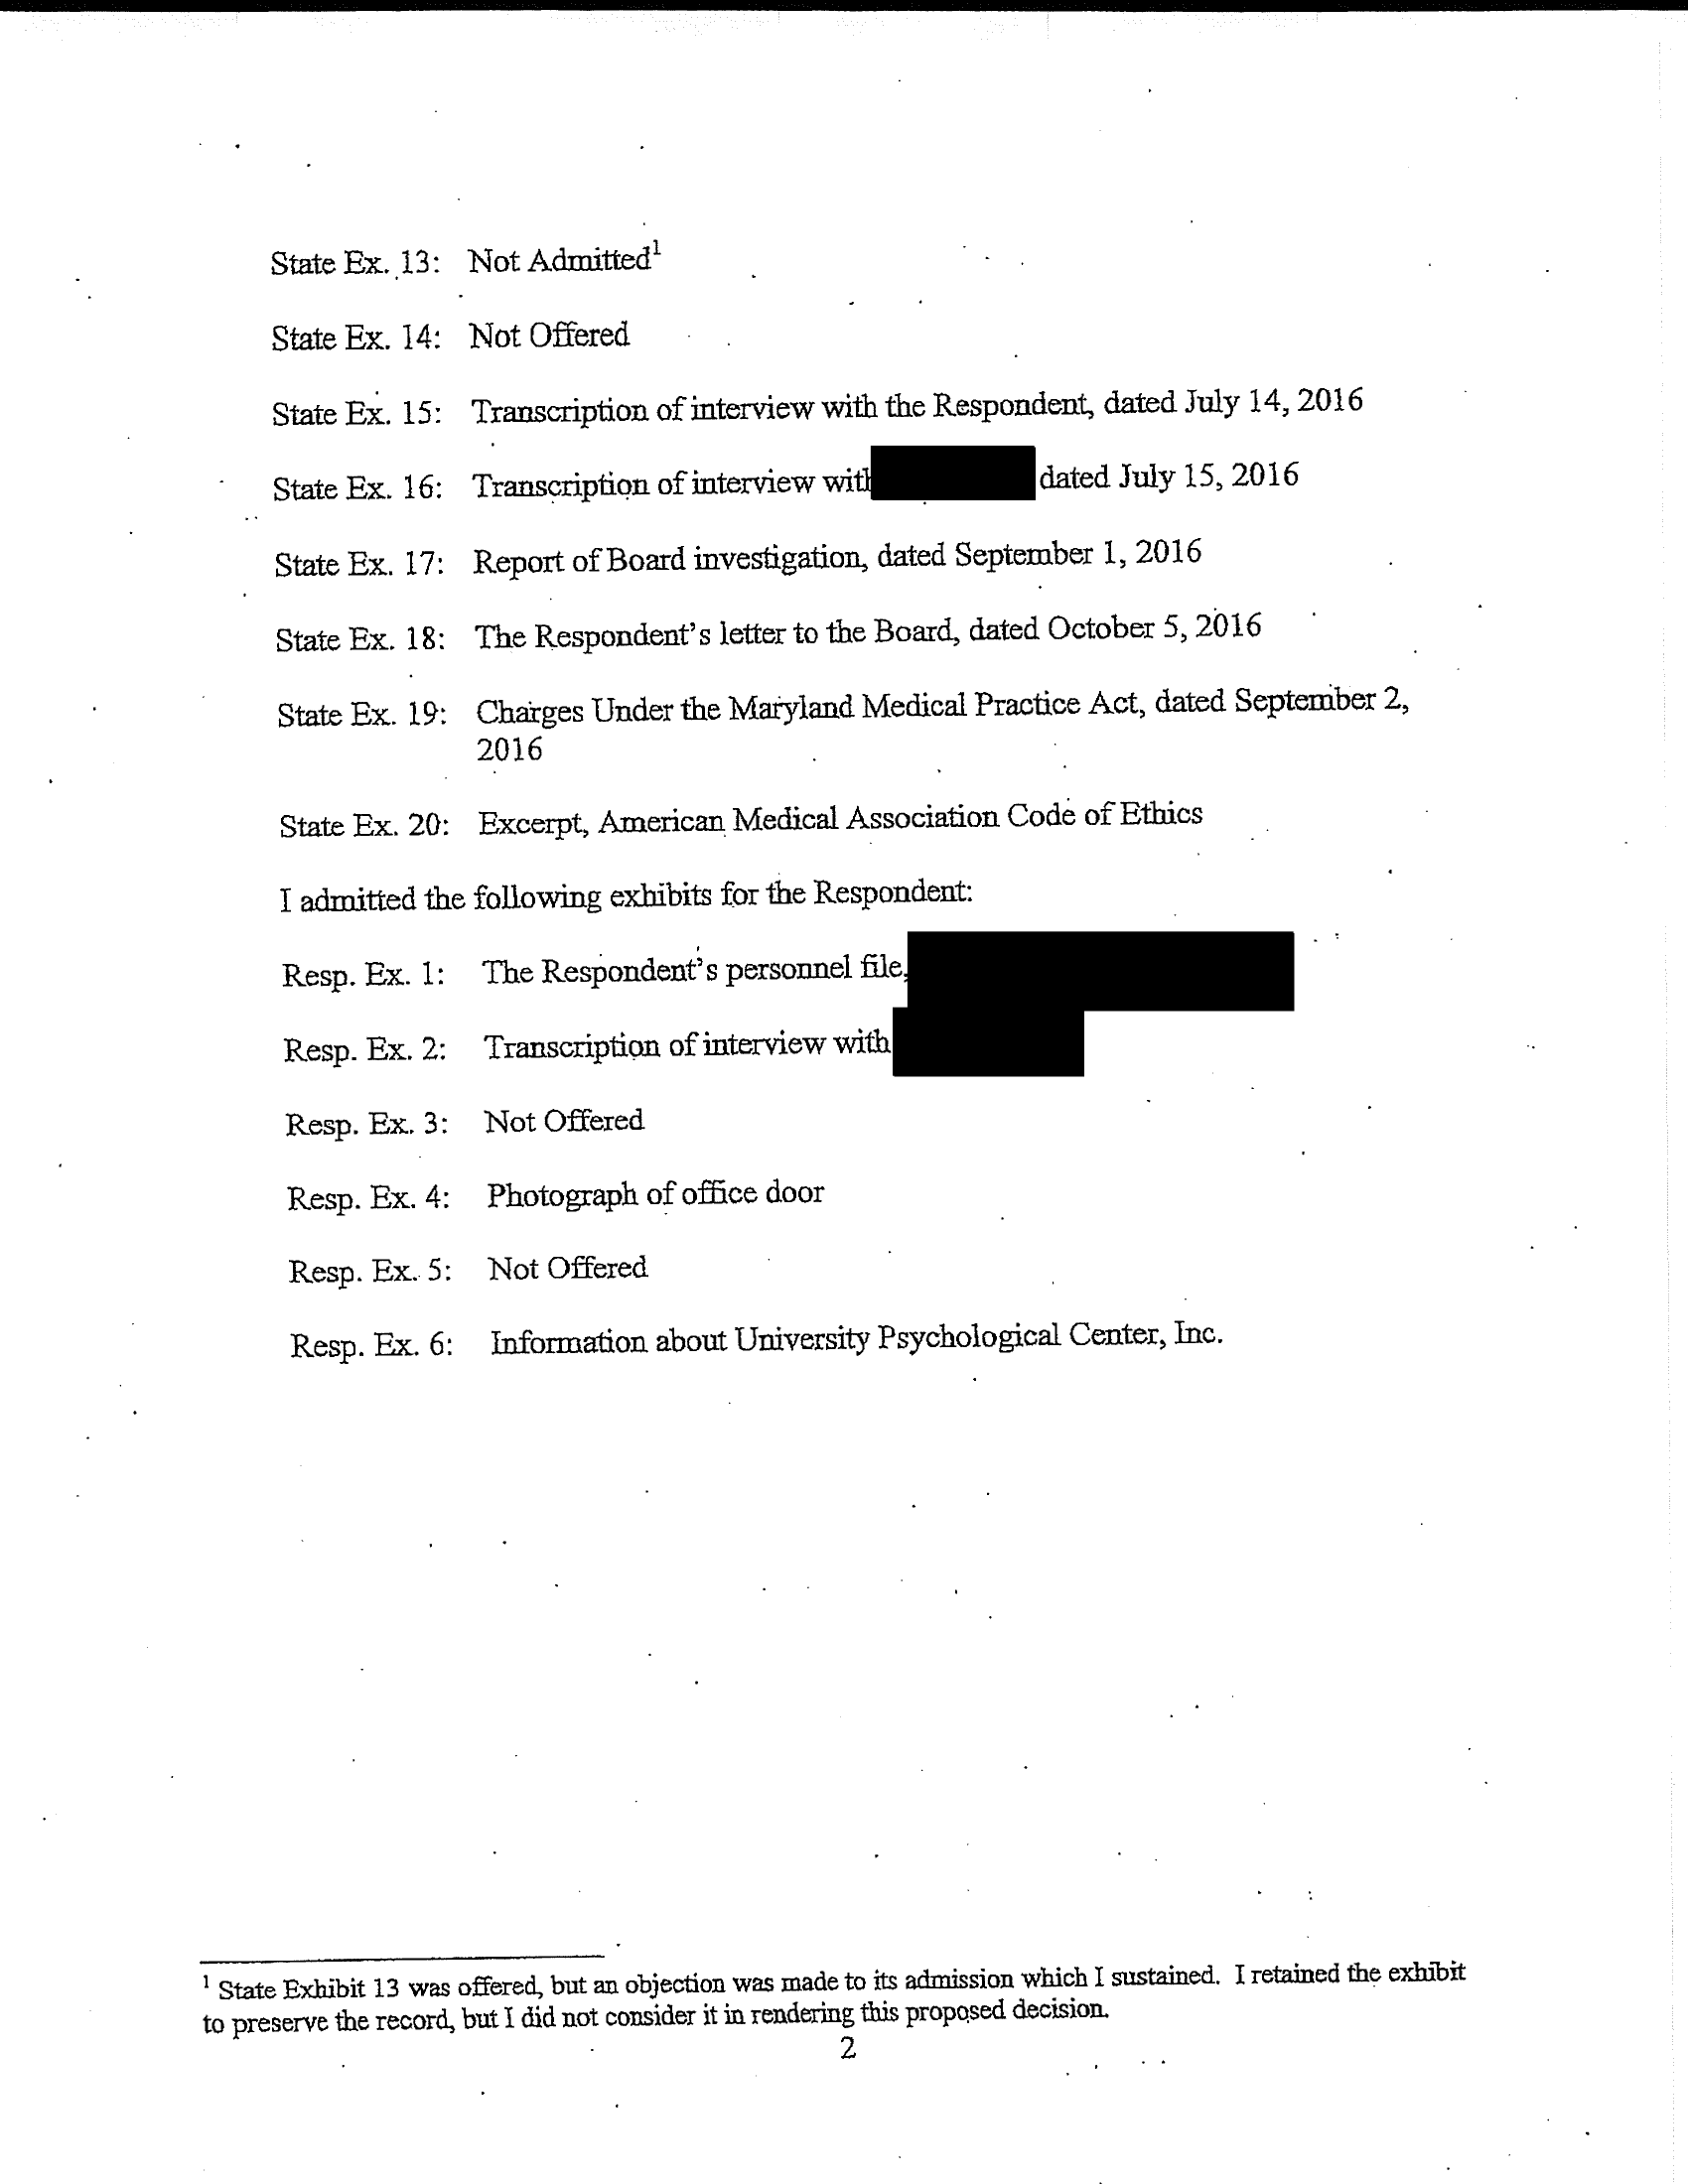 State Ex. 13: Not Admitted¹
State Ex. 14: Not Offered
State Ex. 15: Transcription of interview with the Respondent, dated July 14, 2016
State Ex. 16: Transcription of interview with dated July 15, 2016
State Ex. 17: Report of Board investigation, dated September 1, 2016
State Ex. 18: The Respondent's letter to the Board, dated October 5, 2016
State Ex. 19: Charges Under the Maryland Medical Practice Act, dated September 2,
2016
State Ex. 20: Excerpt, American Medical Association Code of Ethics
I admitted the following exhibits for the Respondent:
Resp. Ex. 1: The Respondent's personnel file,
Resp. Ex. 2: Transcription of interview with
Resp. Ex. 3: Not Offered
Resp. Ex. 4: Photograph of office door
Resp. Ex. 5: Not Offered
Resp. Ex. 6: Information about University Psychological Center, Inc.
¹ State Exhibit 13 was offered, but an objection was made to its admission which I sustained. I retained the exhibit
to preserve the record, but I did not consider it in rendering this proposed decision.
2